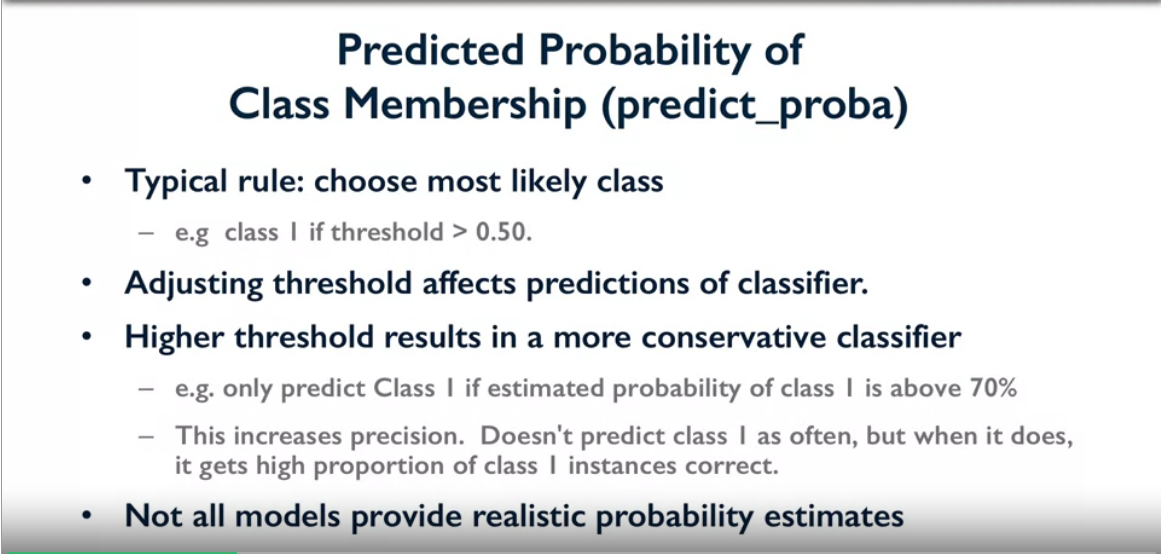 Predicted Probability of
Class Membership (predict_proba)
• Typical rule: choose most likely class
– e.g  class 1 if threshold > 0.50.
• Adjusting threshold affects predictions of classifier.
• Higher threshold results in a more conservative classifier
– e.g. only predict Class 1 if estimated probability of class 1 is above 70%
– This increases precision.  Doesn't predict class 1 as often, but when it does,
it gets high proportion of class 1 instances correct.
• Not all models provide realistic probability estimates